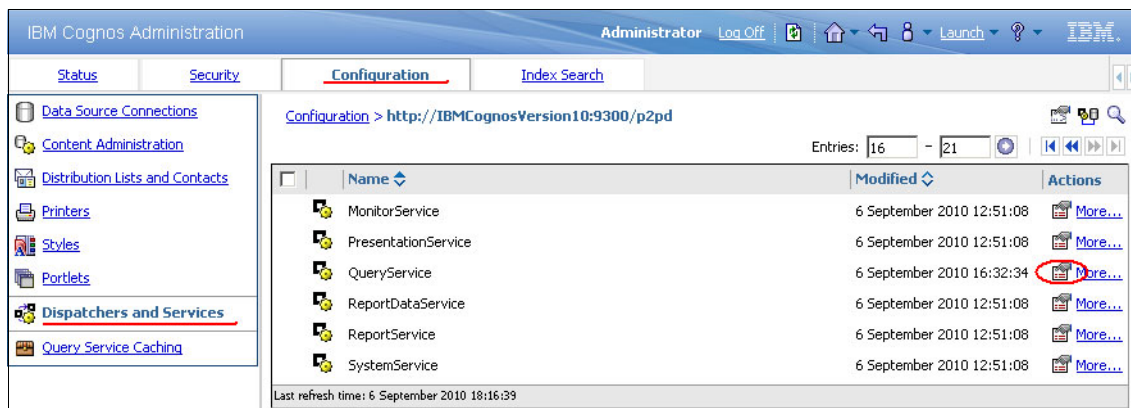 IBM Cognos Administration
Administrator Log Off Launch IBM.
Status Security Configuration Index Search
Data Source Connections
Content Administration
Distribution Lists and Contacts
Printers
Styles
Portlets
Dispatchers and Services
Query Service Caching
Configuration > http://IBMCognosVersion10:9300/p2pd
Entries: 16 - 21
Name Modified Actions
MonitorService 6 September 2010 12:51:08 More...
PresentationService 6 September 2010 12:51:08 More...
QueryService 6 September 2010 16:32:34 More...
ReportDataService 6 September 2010 12:51:08 More...
ReportService 6 September 2010 12:51:08 More...
SystemService 6 September 2010 12:51:08 More...
Last refresh time: 6 September 2010 18:16:39